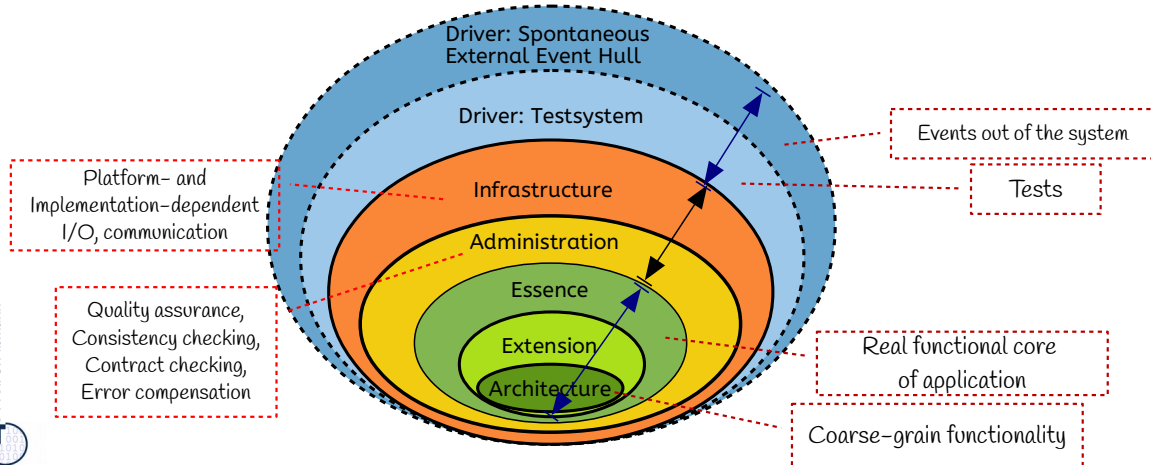 Driver: Spontaneous
External Event Hull
Driver: Testsystem
Events out of the system
Tests
Platform- and
Implementation-dependent
I/O, communication
Infrastructure
Administration
Essence
Quality assurance,
Consistency checking,
Contract checking,
Error compensation
Extension
Architecture
Real functional core
of application
Coarse-grain functionality